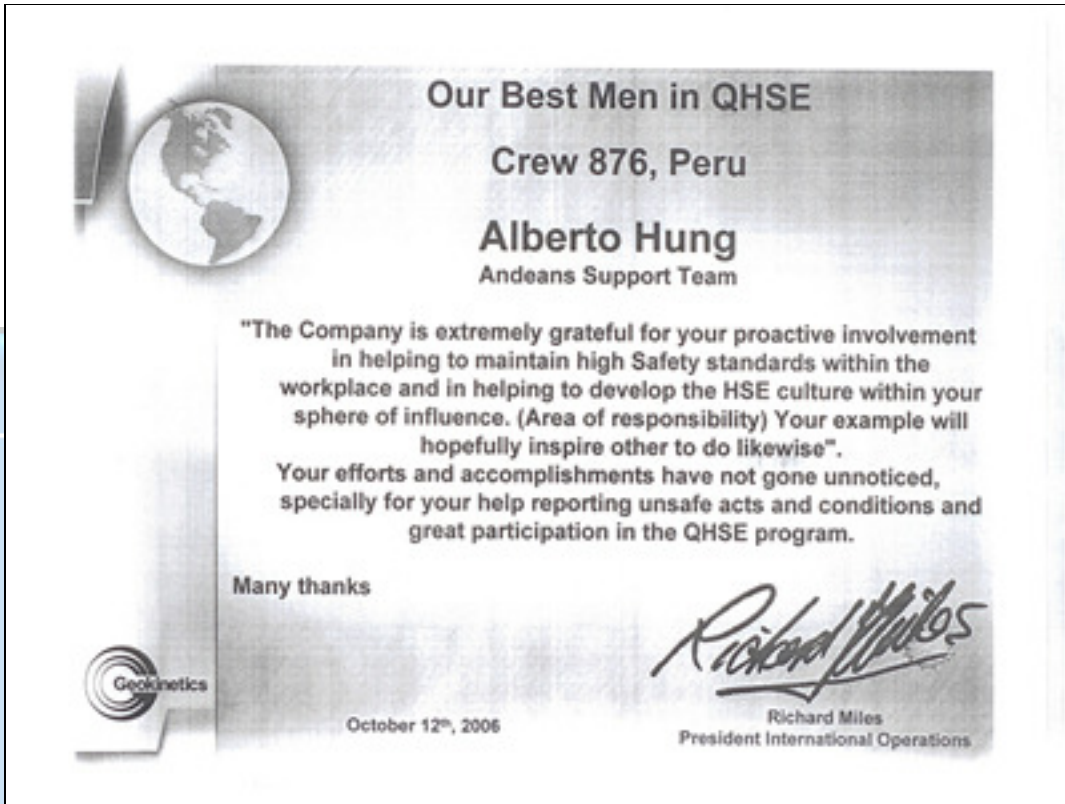 Our Best Men in QHSE
Crew 876, Peru
Alberto Hung
Andeans Support Team
"The Company is extremely grateful for your proactive involvement
in helping to maintain high Safety standards within the
workplace and in helping to develop the HSE culture within your
sphere of influence. (Area of responsibility) Your example will
hopefully inspire other to do likewise".
Your efforts and accomplishments have not gone unnoticed,
specially for your help reporting unsafe acts and conditions and
great participation in the QHSE program.
Many thanks
Richard Miles
Geokinetics
October 12th, 2006
Richard Miles
President International Operations